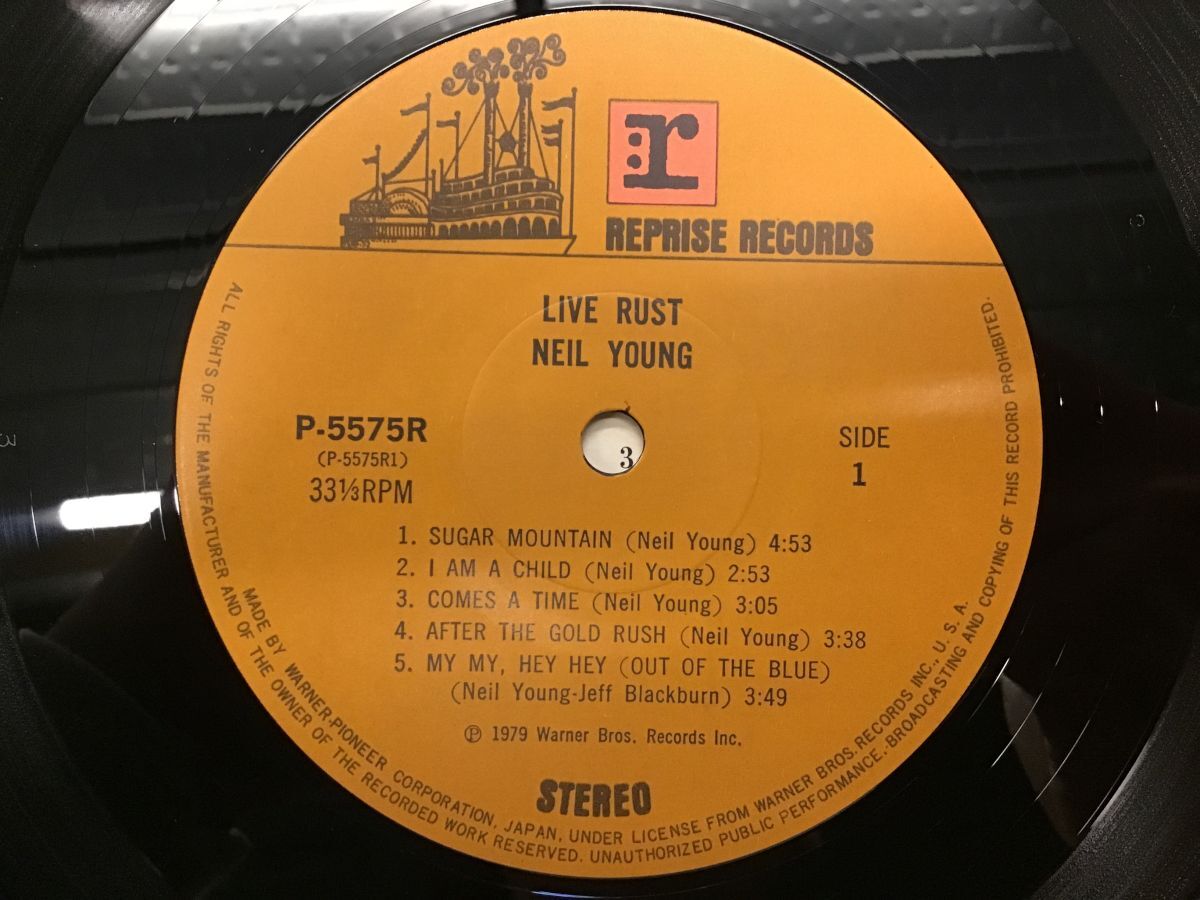 :r
REPRISE RECORDS
LIVE RUST
NEIL YOUNG
P-5575R
(P-5575R1)
33⅓RPM
3
SIDE
1
1. SUGAR MOUNTAIN (Neil Young) 4:53
2. I AM A CHILD (Neil Young) 2:53
3. COMES A TIME (Neil Young) 3:05
4. AFTER THE GOLD RUSH (Neil Young) 3:38
5. MY MY, HEY HEY (OUT OF THE BLUE)
(Neil Young-Jeff Blackburn) 3:49
℗ 1979 Warner Bros. Records Inc.
STEREO
MADE BY WARNER-PIONEER CORPORATION, JAPAN, UNDER LICENSE FROM WARNER BROS. RECORDS INC., U. S. A.
ALL RIGHTS OF THE MANUFACTURER AND OF THE OWNER OF THE RECORDED WORK RESERVED. UNAUTHORIZED PUBLIC PERFORMANCE, BROADCASTING AND COPYING OF THIS RECORD PROHIBITED.